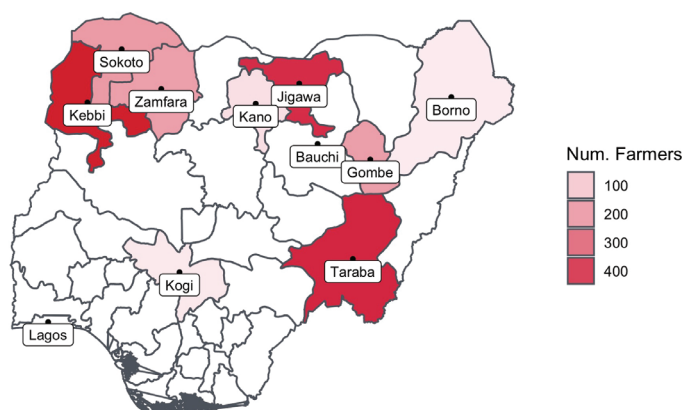 Sokoto
Zamfara
Kebbi
Jigawa
Kano
Borno
Bauchi
Gombe
Taraba
Kogi
Lagos
Num. Farmers
100
200
300
400